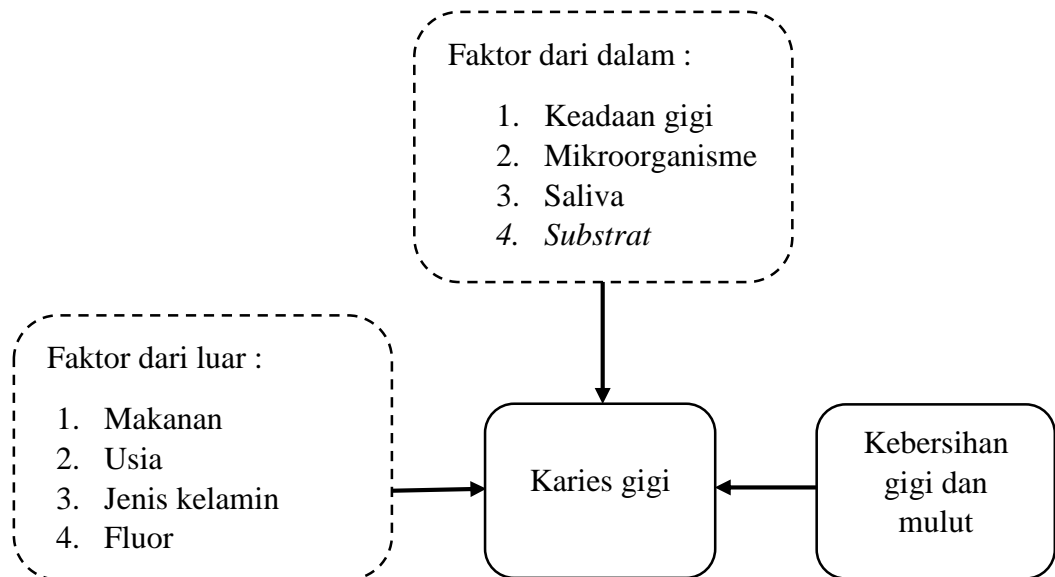 Faktor dari dalam :
1. Keadaan gigi
2. Mikroorganisme
3. Saliva
4. Substrat
Faktor dari luar :
1. Makanan
2. Usia
3. Jenis kelamin
4. Fluor
Karies gigi
Kebersihan
gigi dan
mulut